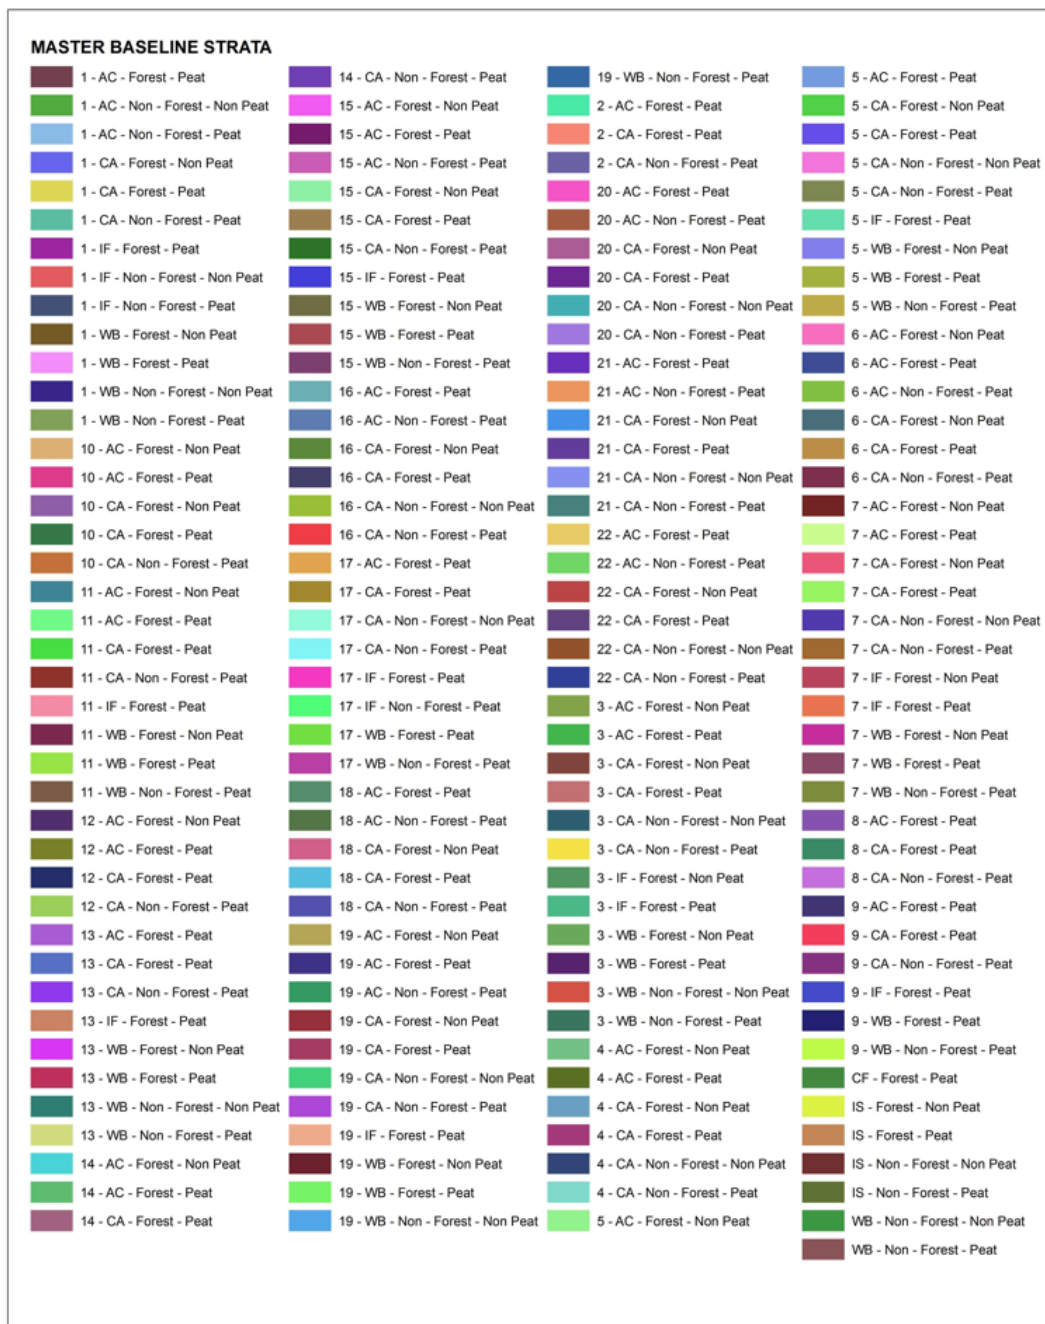 MASTER BASELINE STRATA
1 - AC - Forest - Peat
1 - AC - Non - Forest - Non Peat
1 - AC - Non - Forest - Peat
1 - CA - Forest - Non Peat
1 - CA - Forest - Peat
1 - CA - Non - Forest - Peat
1 - IF - Forest - Peat
1 - IF - Non - Forest - Non Peat
1 - IF - Non - Forest - Peat
1 - WB - Forest - Non Peat
1 - WB - Forest - Peat
1 - WB - Non - Forest - Non Peat
1 - WB - Non - Forest - Peat
10 - AC - Forest - Non Peat
10 - AC - Forest - Peat
10 - CA - Forest - Non Peat
10 - CA - Forest - Peat
10 - CA - Non - Forest - Peat
11 - AC - Forest - Non Peat
11 - AC - Forest - Peat
11 - CA - Forest - Peat
11 - CA - Non - Forest - Peat
11 - IF - Forest - Peat
11 - WB - Forest - Non Peat
11 - WB - Forest - Peat
11 - WB - Non - Forest - Peat
12 - AC - Forest - Non Peat
12 - AC - Forest - Peat
12 - CA - Forest - Peat
12 - CA - Non - Forest - Peat
13 - AC - Forest - Peat
13 - CA - Forest - Peat
13 - CA - Non - Forest - Peat
13 - IF - Forest - Peat
13 - WB - Forest - Non Peat
13 - WB - Forest - Peat
13 - WB - Non - Forest - Non Peat
13 - WB - Non - Forest - Peat
14 - AC - Forest - Non Peat
14 - AC - Forest - Peat
14 - CA - Forest - Peat
14 - CA - Non - Forest - Peat
15 - AC - Forest - Non Peat
15 - AC - Forest - Peat
15 - AC - Non - Forest - Peat
15 - CA - Forest - Non Peat
15 - CA - Forest - Peat
15 - CA - Non - Forest - Peat
15 - IF - Forest - Peat
15 - WB - Forest - Non Peat
15 - WB - Forest - Peat
15 - WB - Non - Forest - Peat
16 - AC - Forest - Peat
16 - AC - Non - Forest - Peat
16 - CA - Forest - Non Peat
16 - CA - Forest - Peat
16 - CA - Non - Forest - Non Peat
16 - CA - Non - Forest - Peat
17 - AC - Forest - Peat
17 - CA - Forest - Peat
17 - CA - Non - Forest - Non Peat
17 - CA - Non - Forest - Peat
17 - IF - Forest - Peat
17 - IF - Non - Forest - Peat
17 - WB - Forest - Peat
17 - WB - Non - Forest - Peat
18 - AC - Forest - Peat
18 - AC - Non - Forest - Peat
18 - CA - Forest - Non Peat
18 - CA - Forest - Peat
18 - CA - Non - Forest - Peat
19 - AC - Forest - Non Peat
19 - AC - Forest - Peat
19 - AC - Non - Forest - Peat
19 - CA - Forest - Non Peat
19 - CA - Forest - Peat
19 - CA - Non - Forest - Non Peat
19 - CA - Non - Forest - Peat
19 - IF - Forest - Peat
19 - WB - Forest - Non Peat
19 - WB - Forest - Peat
19 - WB - Non - Forest - Non Peat
19 - WB - Non - Forest - Peat
2 - AC - Forest - Peat
2 - CA - Forest - Peat
2 - CA - Non - Forest - Peat
20 - AC - Forest - Peat
20 - AC - Non - Forest - Peat
20 - CA - Forest - Non Peat
20 - CA - Forest - Peat
20 - CA - Non - Forest - Non Peat
20 - CA - Non - Forest - Peat
21 - AC - Forest - Peat
21 - AC - Non - Forest - Peat
21 - CA - Forest - Non Peat
21 - CA - Forest - Peat
21 - CA - Non - Forest - Non Peat
21 - CA - Non - Forest - Peat
22 - AC - Forest - Peat
22 - AC - Non - Forest - Peat
22 - CA - Forest - Non Peat
22 - CA - Forest - Peat
22 - CA - Non - Forest - Non Peat
22 - CA - Non - Forest - Peat
3 - AC - Forest - Non Peat
3 - AC - Forest - Peat
3 - CA - Forest - Non Peat
3 - CA - Forest - Peat
3 - CA - Non - Forest - Non Peat
3 - CA - Non - Forest - Peat
3 - IF - Forest - Non Peat
3 - IF - Forest - Peat
3 - WB - Forest - Non Peat
3 - WB - Forest - Peat
3 - WB - Non - Forest - Non Peat
3 - WB - Non - Forest - Peat
4 - AC - Forest - Non Peat
4 - AC - Forest - Peat
4 - CA - Forest - Non Peat
4 - CA - Forest - Peat
4 - CA - Non - Forest - Non Peat
4 - CA - Non - Forest - Peat
5 - AC - Forest - Non Peat
5 - AC - Forest - Peat
5 - CA - Forest - Non Peat
5 - CA - Forest - Peat
5 - CA - Non - Forest - Non Peat
5 - CA - Non - Forest - Peat
5 - IF - Forest - Peat
5 - WB - Forest - Non Peat
5 - WB - Forest - Peat
5 - WB - Non - Forest - Peat
6 - AC - Forest - Non Peat
6 - AC - Forest - Peat
6 - AC - Non - Forest - Peat
6 - CA - Forest - Non Peat
6 - CA - Forest - Peat
6 - CA - Non - Forest - Peat
7 - AC - Forest - Non Peat
7 - AC - Forest - Peat
7 - CA - Forest - Non Peat
7 - CA - Forest - Peat
7 - CA - Non - Forest - Non Peat
7 - CA - Non - Forest - Peat
7 - IF - Forest - Non Peat
7 - IF - Forest - Peat
7 - WB - Forest - Non Peat
7 - WB - Forest - Peat
7 - WB - Non - Forest - Peat
8 - AC - Forest - Peat
8 - CA - Forest - Peat
8 - CA - Non - Forest - Peat
9 - AC - Forest - Peat
9 - CA - Forest - Peat
9 - CA - Non - Forest - Peat
9 - IF - Forest - Peat
9 - WB - Forest - Peat
9 - WB - Non - Forest - Peat
CF - Forest - Peat
IS - Forest - Non Peat
IS - Forest - Peat
IS - Non - Forest - Non Peat
IS - Non - Forest - Peat
WB - Non - Forest - Non Peat
WB - Non - Forest - Peat